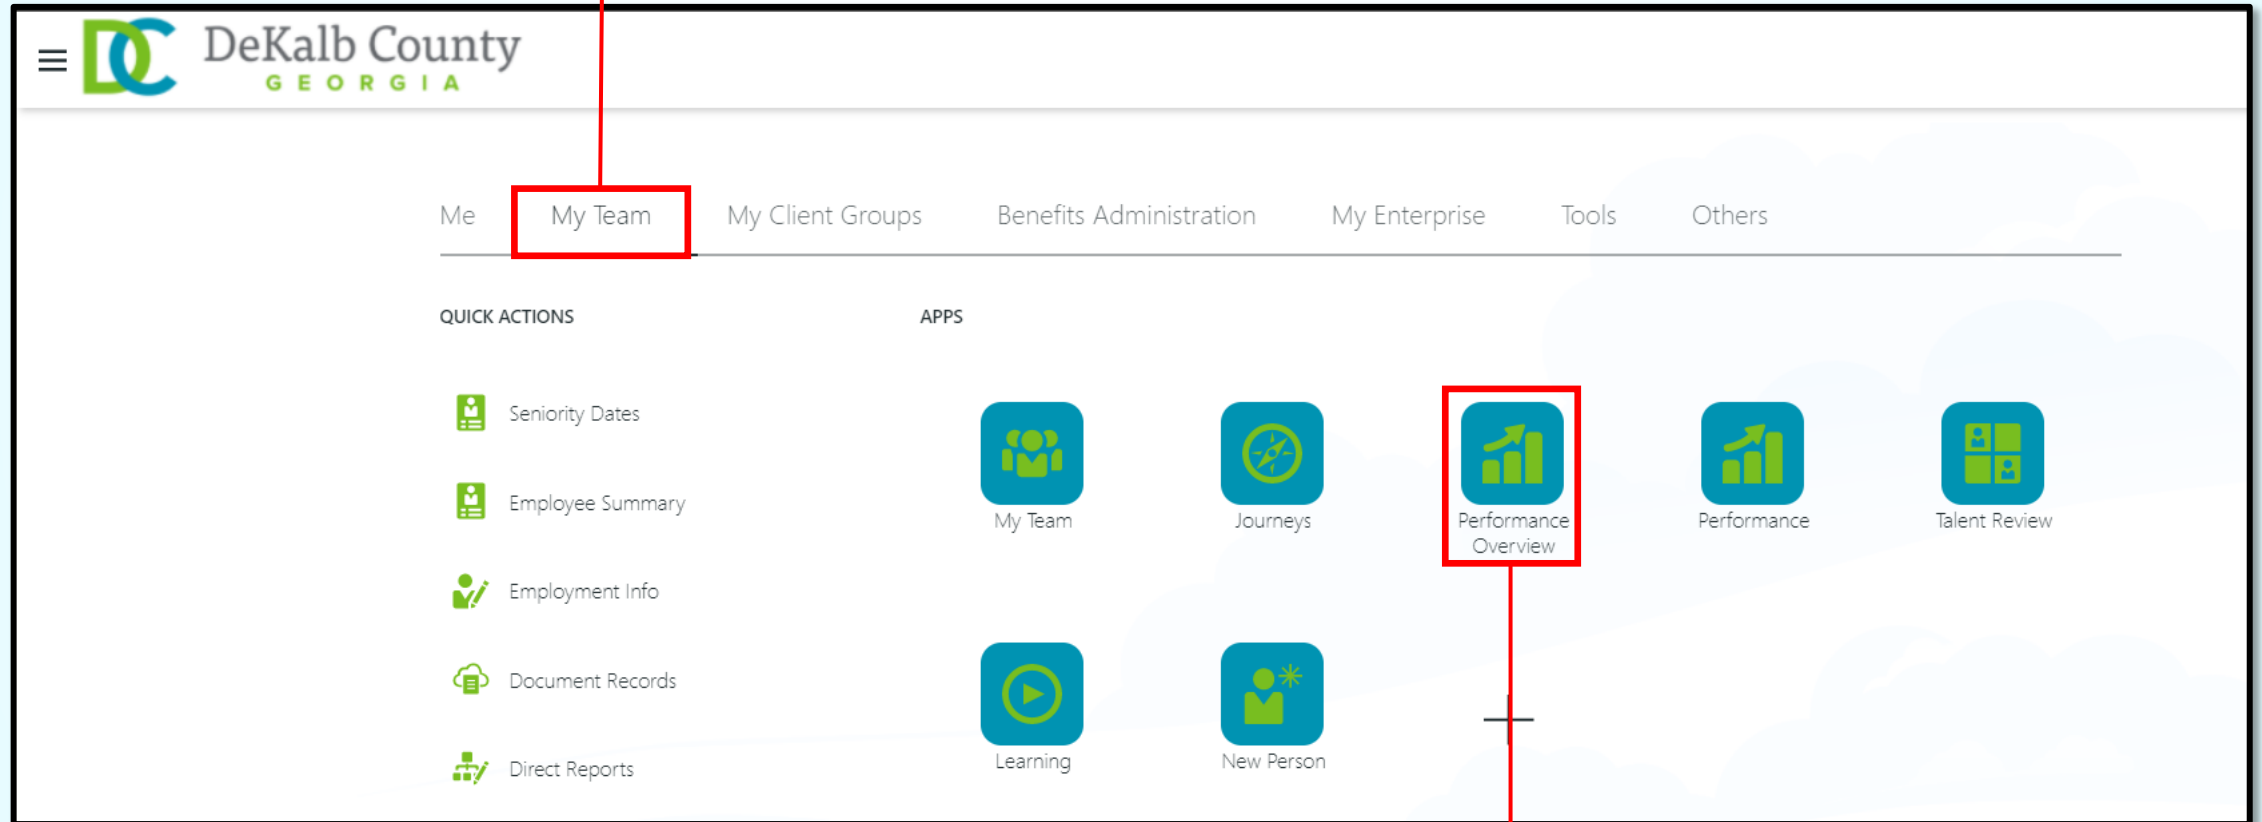 DeKalb County
GEORGIA
Me My Team My Client Groups Benefits Administration My Enterprise Tools Others
QUICK ACTIONS
APPS
Seniority Dates
Employee Summary
Employment Info
Document Records
Direct Reports
My Team
Journeys
Performance
Overview
Performance
Talent Review
Learning
New Person